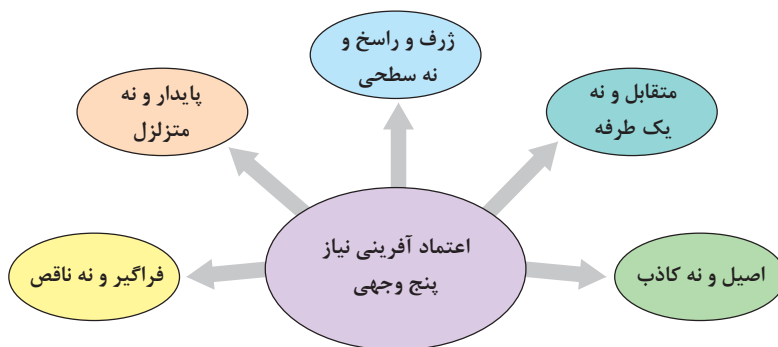 ژرف و راسخ و
نه سطحی
متقابل و نه
یک طرفه
پایدار و نه
متزلزل
اعتماد آفرینی نیاز
پنج وجهی
اصیل و نه کاذب
فراگیر و نه ناقص